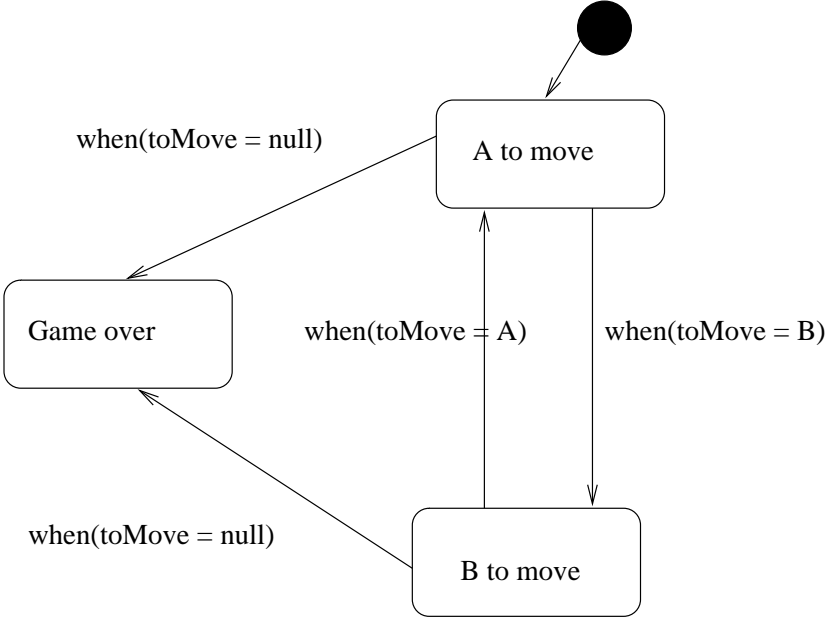 when(toMove = null)
A to move
Game over
when(toMove = A)
when(toMove = B)
when(toMove = null)
B to move